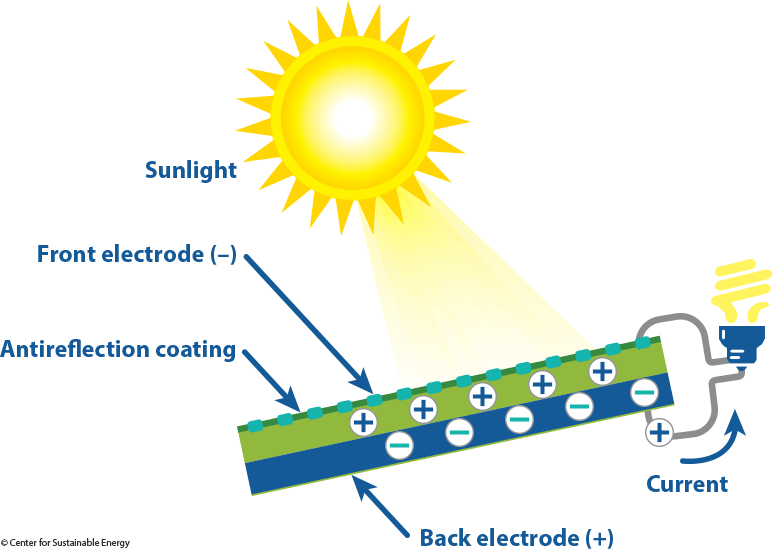 Sunlight
Front electrode (–)
Antireflection coating
Current
Back electrode (+)
© Center for Sustainable Energy